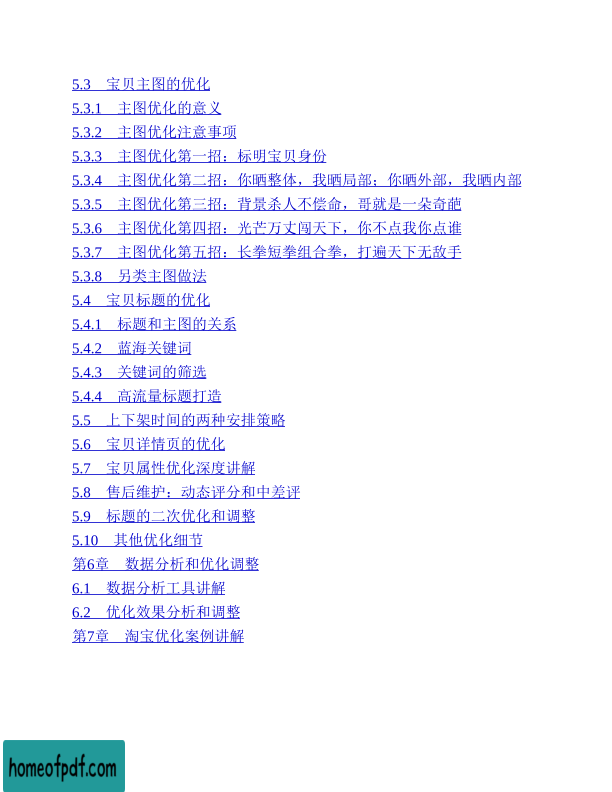 5.3　宝贝主图的优化
5.3.1　主图优化的意义
5.3.2　主图优化注意事项
5.3.3　主图优化第一招：标明宝贝身份
5.3.4　主图优化第二招：你晒整体，我晒局部；你晒外部，我晒内部
5.3.5　主图优化第三招：背景杀人不偿命，哥就是一朵奇葩
5.3.6　主图优化第四招：光芒万丈闯天下，你不点我你点谁
5.3.7　主图优化第五招：长拳短拳组合拳，打遍天下无敌手
5.3.8　另类主图做法
5.4　宝贝标题的优化
5.4.1　标题和主图的关系
5.4.2　蓝海关键词
5.4.3　关键词的筛选
5.4.4　高流量标题打造
5.5　上下架时间的两种安排策略
5.6　宝贝详情页的优化
5.7　宝贝属性优化深度讲解
5.8　售后维护：动态评分和中差评
5.9　标题的二次优化和调整
5.10　其他优化细节
第6章　数据分析和优化调整
6.1　数据分析工具讲解
6.2　优化效果分析和调整
第7章　淘宝优化案例讲解
homeofpdf.com